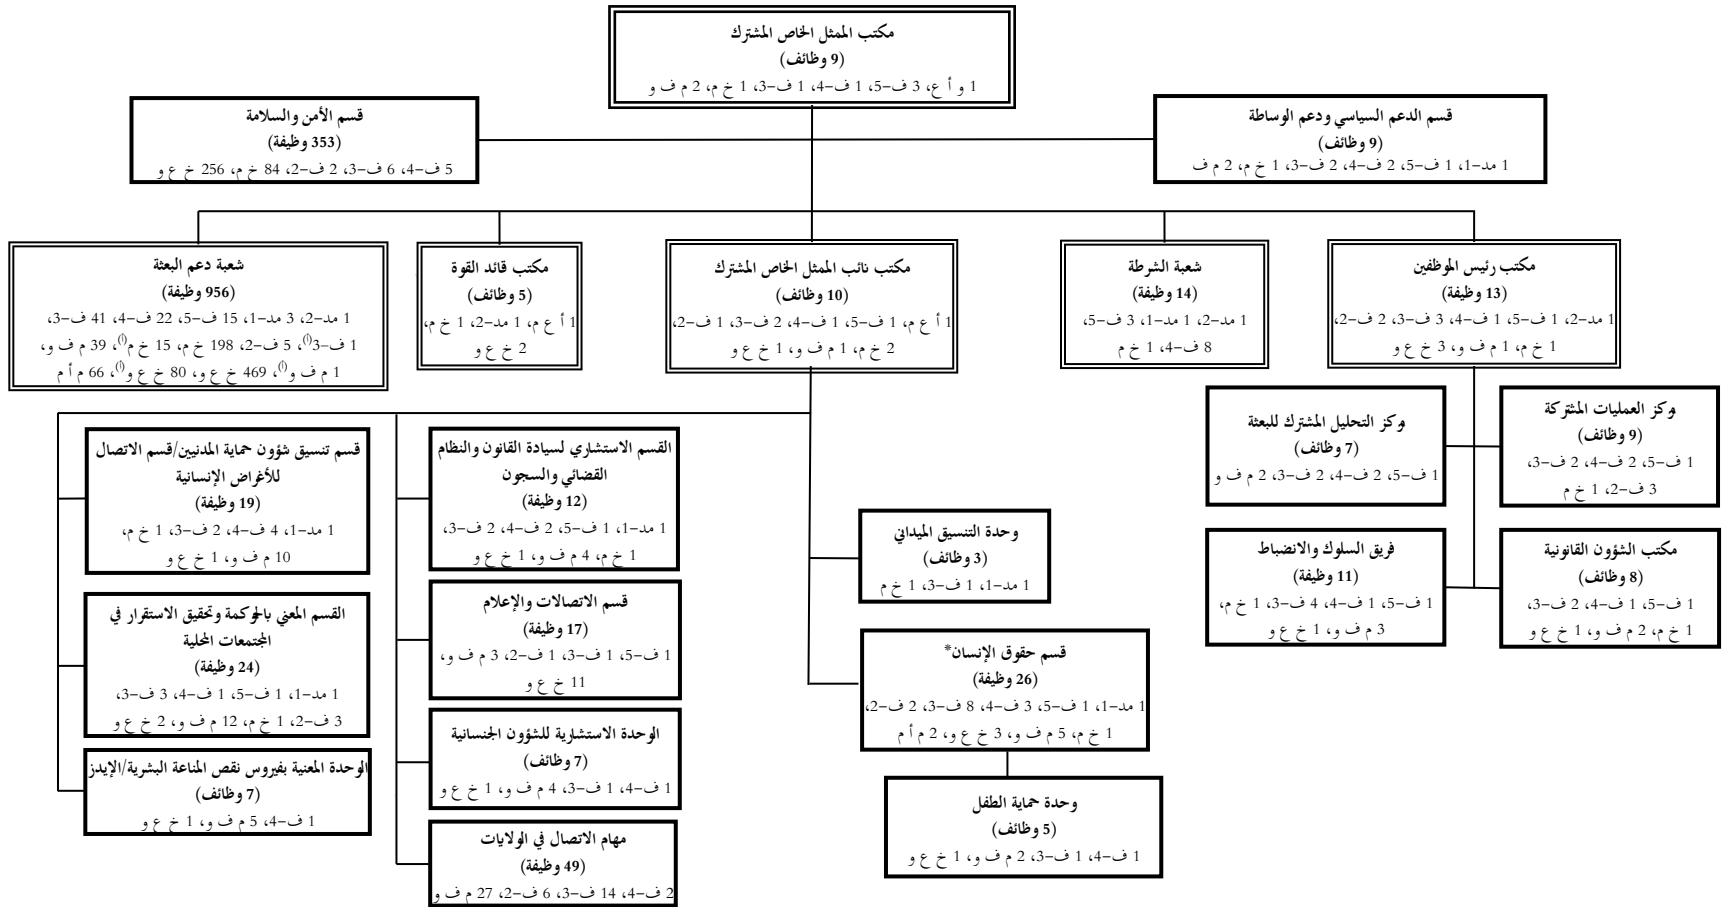 مكتب الممثل الخاص المشترك
(9 وظائف)
1 و أ ع، 3 ف-5، 1 ف-4، 1 ف-3، 1 خ م، 2 م ف و
قسم الدعم السياسي ودعم الوساطة
(9 وظائف)
1 مد-1، 1 ف-5، 2 ف-4، 2 ف-3، 1 خ م، 2 م ف
قسم الأمن والسلامة
(353 وظيفة)
5 ف-4، 6 ف-3، 2 ف-2، 84 خ م، 256 خ ع و
مكتب رئيس الموظفين
(13 وظيفة)
1 مد-2، 1 ف-5، 1 ف-4، 3 ف-3، 2 ف-2،
1 خ م، 1 م ف و، 3 خ ع و
شعبة الشرطة
(14 وظيفة)
1 مد-2، 1 مد-1، 3 ف-5،
8 ف-4، 1 خ م
مكتب نائب الممثل الخاص المشترك
(10 وظائف)
1 أ ع م، 1 ف-5، 1 ف-4، 2 ف-3، 1 ف-2،
2 خ م، 1 م ف و، 1 خ ع و
مكتب قائد القوة
(5 وظائف)
1 أ ع م، 1 مد-2، 1 خ م،
2 خ ع و
شعبة دعم البعثة
(956 وظيفة)
1 مد-2، 3 مد-1، 15 ف-5، 22 ف-4، 41 ف-3،
1 ف-3(أ)، 5 ف-2، 198 خ م، 15 خ م(أ)، 39 م ف و،
1 م ف و(أ)، 469 خ ع و، 80 خ ع و(أ)، 66 م أ م
مركز العمليات المشتركة
(9 وظائف)
1 ف-5، 2 ف-4، 2 ف-3،
3 ف-2، 1 خ م
مركز التحليل المشترك للبعثة
(7 وظائف)
1 ف-5، 2 ف-4، 2 ف-3، 2 م ف و
مكتب الشؤون القانونية
(8 وظائف)
1 ف-5، 1 ف-4، 2 ف-3،
1 خ م، 2 م ف و، 1 خ ع و
فريق السلوك والانضباط
(11 وظيفة)
1 ف-5، 1 ف-4، 4 ف-3، 1 خ م،
3 م ف و، 1 خ ع و
وحدة التنسيق الميداني
(3 وظائف)
1 مد-1، 1 ف-3، 1 خ م
قسم حقوق الإنسان*
(26 وظيفة)
1 مد-1، 1 ف-5، 3 ف-4، 8 ف-3، 2 ف-2،
1 خ م، 5 م ف و، 3 خ ع و، 2 م أ م
وحدة حماية الطفل
(5 وظائف)
1 ف-4، 1 ف-3، 2 م ف و، 1 خ ع و
القسم الاستشاري لسيادة القانون والنظام
القضائي والسجون
(12 وظيفة)
1 مد-1، 1 ف-5، 2 ف-4، 2 ف-3،
1 خ م، 4 م ف و، 1 خ ع و
قسم الاتصالات والإعلام
(17 وظيفة)
1 ف-5، 1 ف-3، 1 ف-2، 3 م ف و،
11 خ ع و
الوحدة الاستشارية للشؤون الجنسانية
(7 وظائف)
1 ف-4، 1 ف-3، 4 م ف و، 1 خ ع و
مهام الاتصال في الولايات
(49 وظيفة)
2 ف-4، 14 ف-3، 6 ف-2، 27 م ف و
قسم تنسيق شؤون حماية المدنيين/قسم الاتصال
للأغراض الإنسانية
(19 وظيفة)
1 مد-1، 4 ف-4، 2 ف-3، 1 خ م،
10 م ف و، 1 خ ع و
القسم المعني بالحوكمة وتحقيق الاستقرار في
المجتمعات المحلية
(24 وظيفة)
1 مد-1، 1 ف-5، 1 ف-4، 3 ف-3،
3 ف-2، 1 خ م، 12 م ف و، 2 خ ع و
الوحدة المعنية بفيروس نقص المناعة البشرية/الإيدز
(7 وظائف)
1 ف-4، 5 م ف و، 1 خ ع و